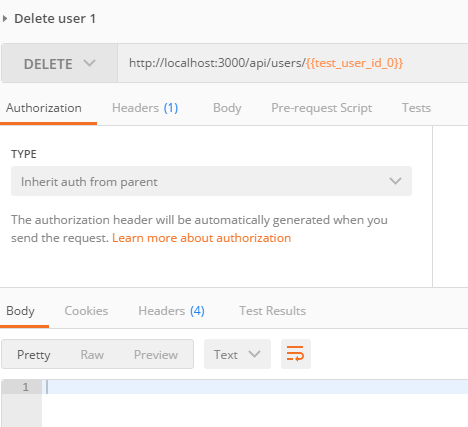 Delete user 1
DELETE http://localhost:3000/api/users/{{test_user_id_0}}
Authorization Headers (1) Body Pre-request Script Tests
TYPE
Inherit auth from parent
The authorization header will be automatically generated when you
send the request. Learn more about authorization
Body Cookies Headers (4) Test Results
Pretty Raw Preview Text
1